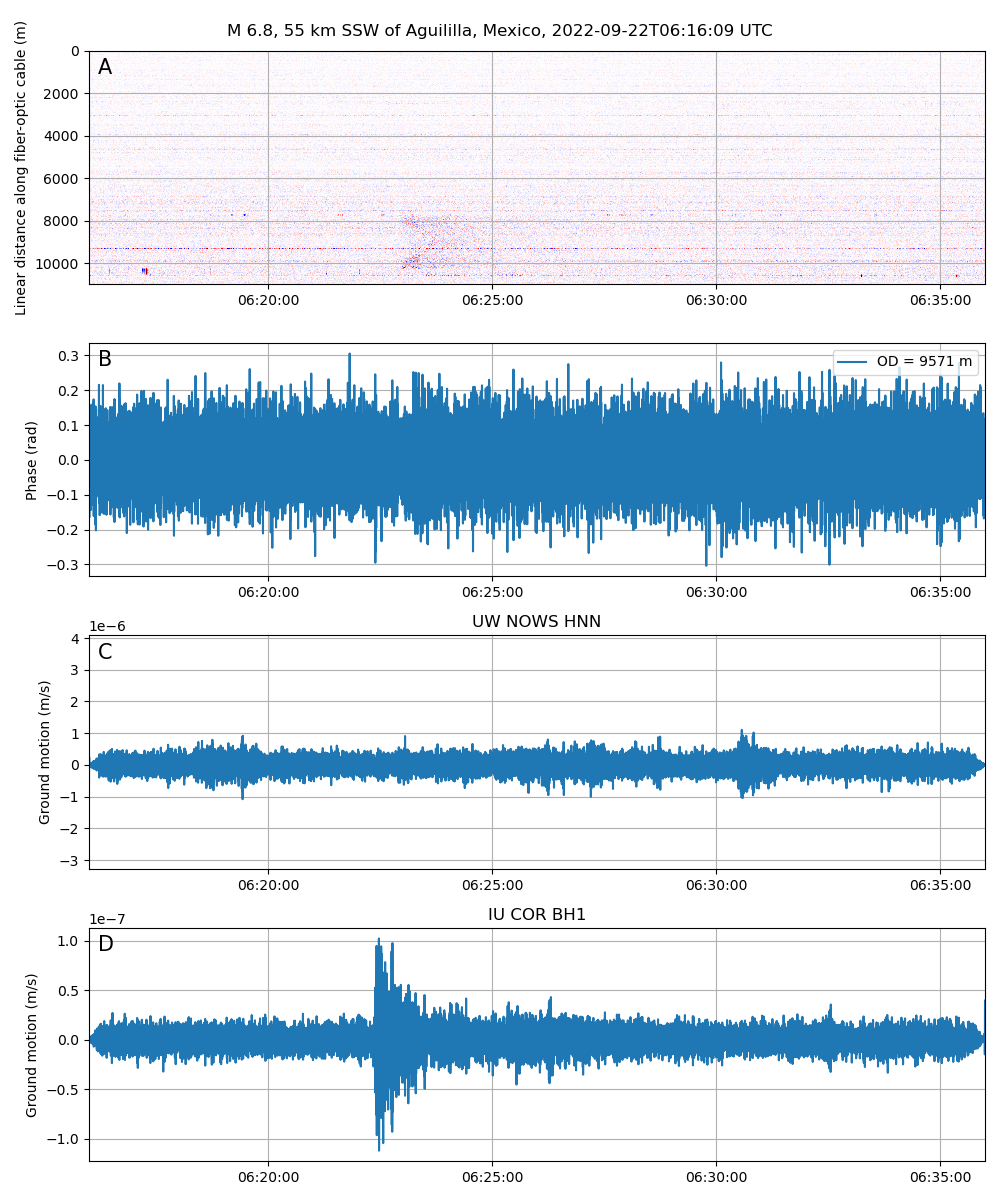 M 6.8, 55 km SSW of Aguililla, Mexico, 2022-09-22T06:16:09 UTC
Linear distance along fiber-optic cable (m)
A
0
2000
4000
6000
8000
10000
06:20:00 06:25:00 06:30:00 06:35:00
B
OD = 9571 m
Phase (rad)
0.3
0.2
0.1
0.0
−0.1
−0.2
−0.3
06:20:00 06:25:00 06:30:00 06:35:00
UW NOWS HNN
1e−6
C
Ground motion (m/s)
4
3
2
1
0
−1
−2
−3
06:20:00 06:25:00 06:30:00 06:35:00
IU COR BH1
1e−7
D
Ground motion (m/s)
1.0
0.5
0.0
−0.5
−1.0
06:20:00 06:25:00 06:30:00 06:35:00